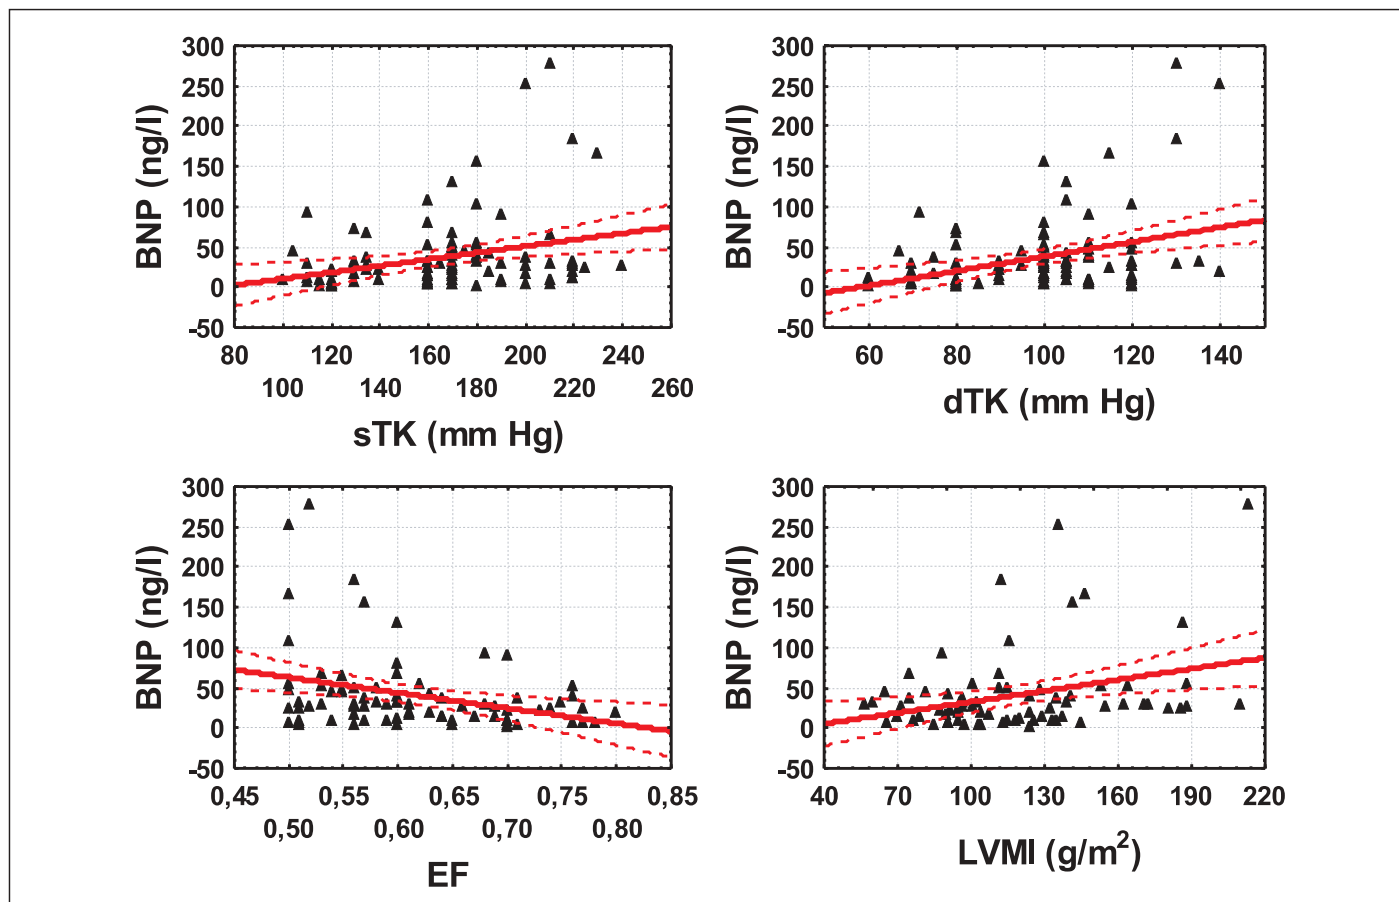 300
250
200
150
100
50
0
-50
BNP (ng/l)
80 120 160 200 240
100 140 180 220 260
sTK (mm Hg)
300
250
200
150
100
50
0
-50
BNP (ng/l)
60 80 100 120 140
dTK (mm Hg)
300
250
200
150
100
50
0
-50
BNP (ng/l)
0,45 0,55 0,65 0,75 0,85
0,50 0,60 0,70 0,80
EF
300
250
200
150
100
50
0
-50
BNP (ng/l)
40 70 100 130 160 190 220
LVMI (g/m²)